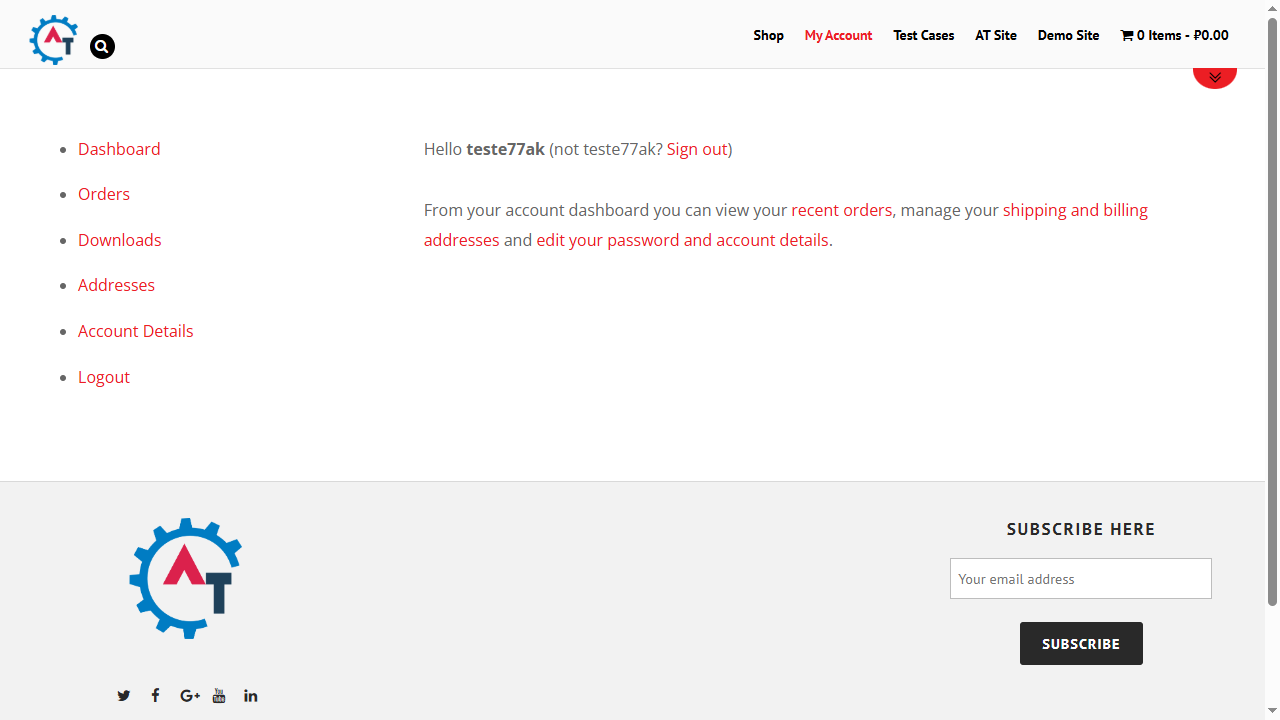 AT
Shop
My Account
Test Cases
AT Site
Demo Site
0 Items - ₽0.00
Dashboard
Orders
Downloads
Addresses
Account Details
Logout
Hello teste77ak (not teste77ak? Sign out)
From your account dashboard you can view your recent orders, manage your shipping and billing
addresses and edit your password and account details.
AT
SUBSCRIBE HERE
Your email address
SUBSCRIBE